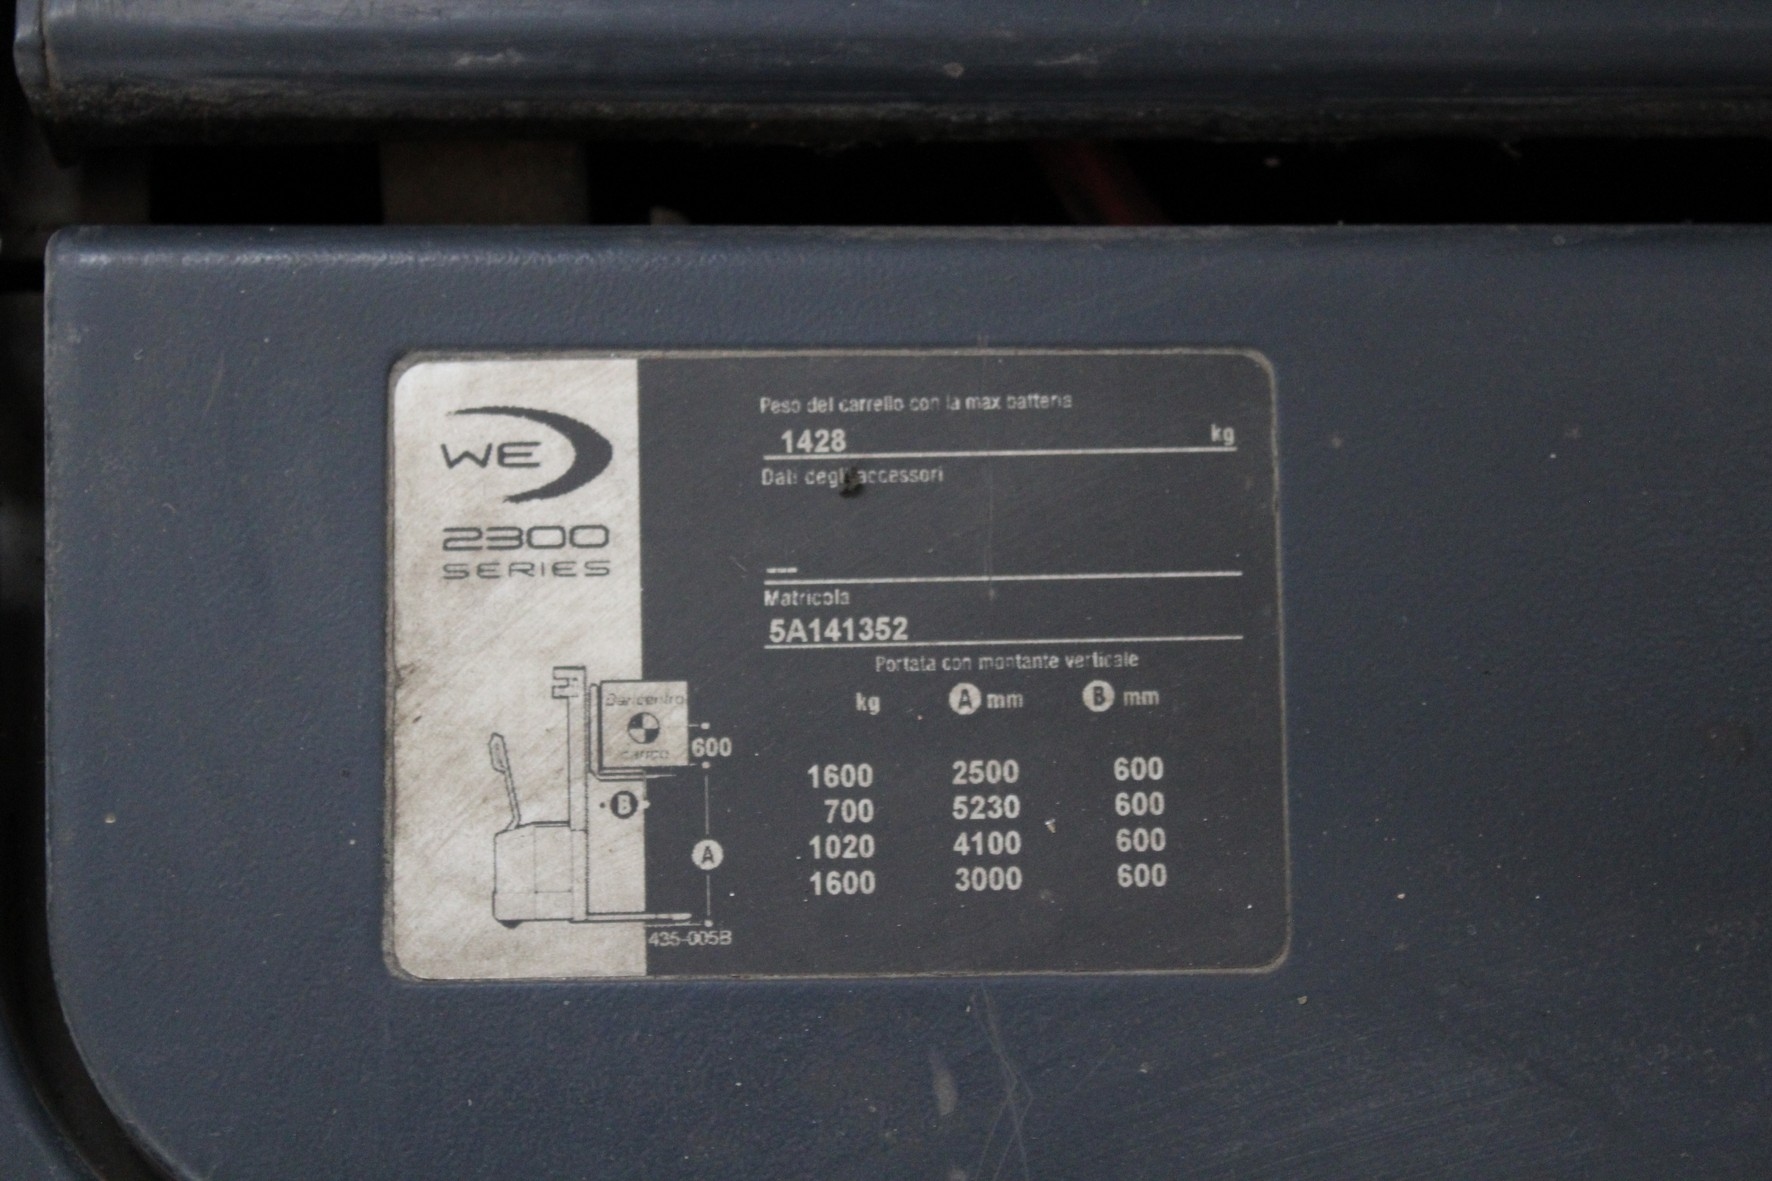 WE
2300
SERIES
Peso del carrello con la max batteria
1428 kg
Dati degli accessori
---
Matricola
5A141352
Portata con montante verticale
kg A mm B mm
1600 2500 600
700 5230 600
1020 4100 600
1600 3000 600
Baricentro
carico
600
B
A
435-005B